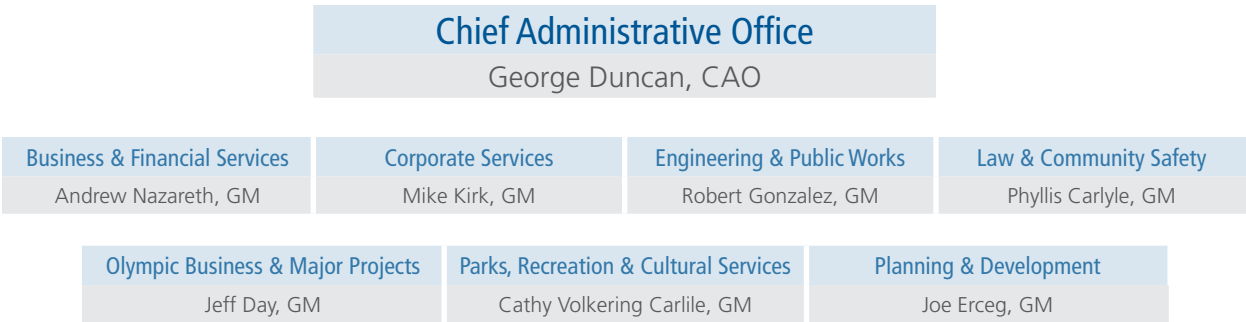 Chief Administrative Office
George Duncan, CAO
Business & Financial Services
Andrew Nazareth, GM
Corporate Services
Mike Kirk, GM
Engineering & Public Works
Robert Gonzalez, GM
Law & Community Safety
Phyllis Carlyle, GM
Olympic Business & Major Projects
Jeff Day, GM
Parks, Recreation & Cultural Services
Cathy Volkering Carlile, GM
Planning & Development
Joe Erceg, GM